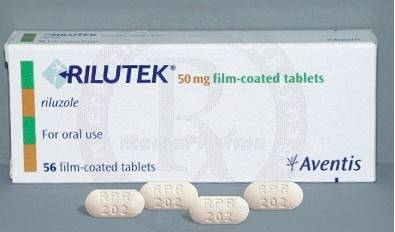 RILUTEK® 50 mg film-coated tablets
riluzole
For oral use
56 film-coated tablets
Aventis
RPR
202
RPR
202
RPR
202
RPR
202